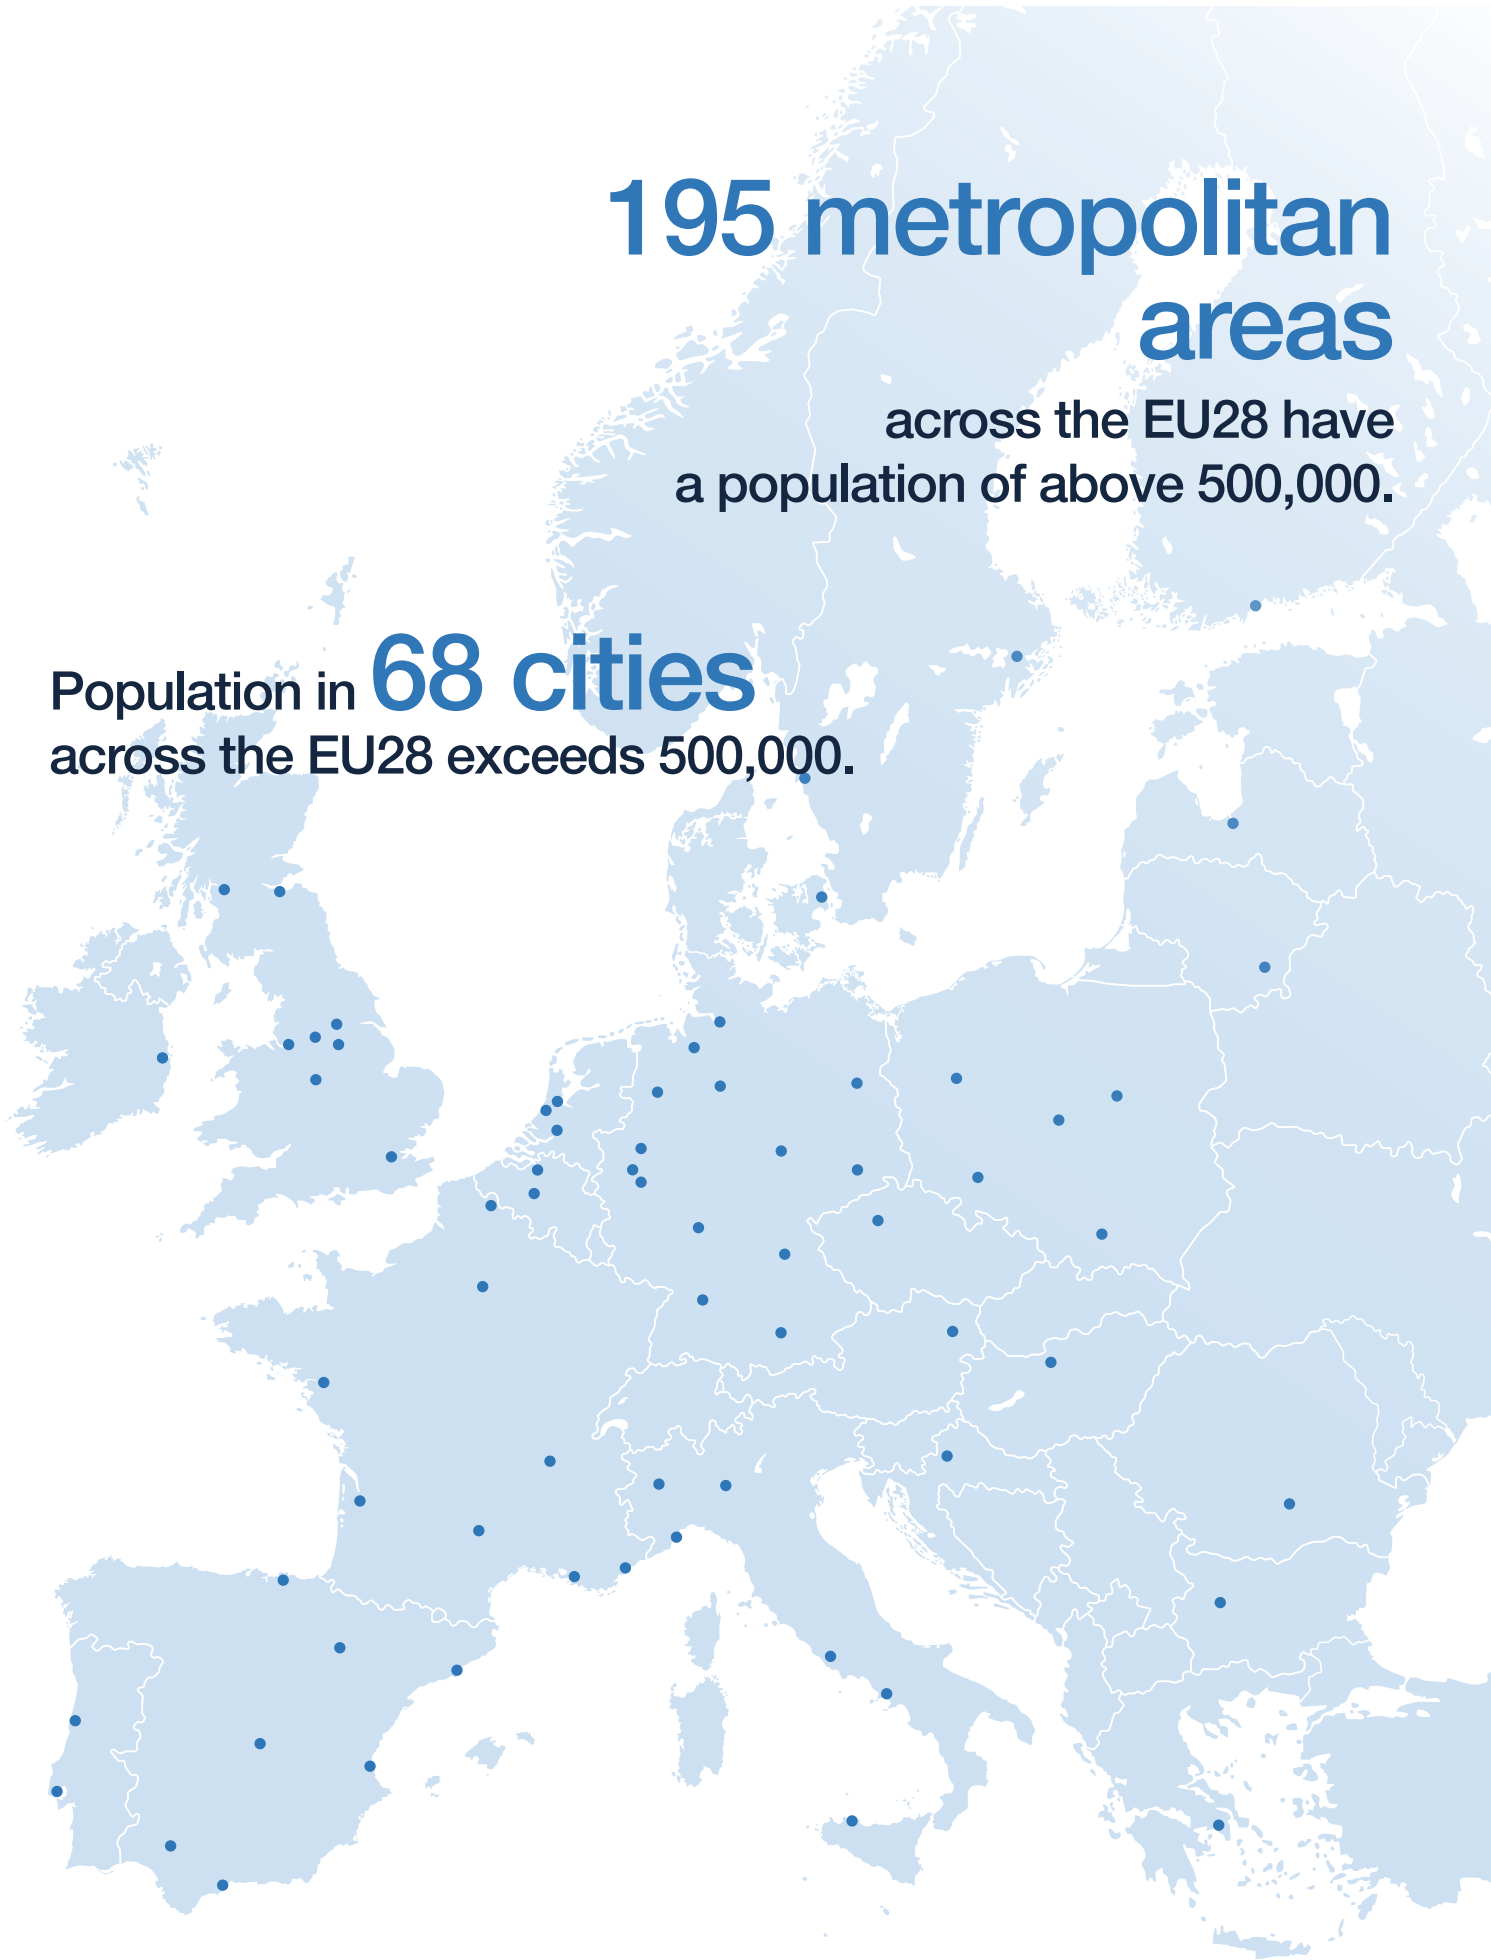 195 metropolitan
areas
across the EU28 have
a population of above 500,000.
Population in 68 cities
across the EU28 exceeds 500,000.